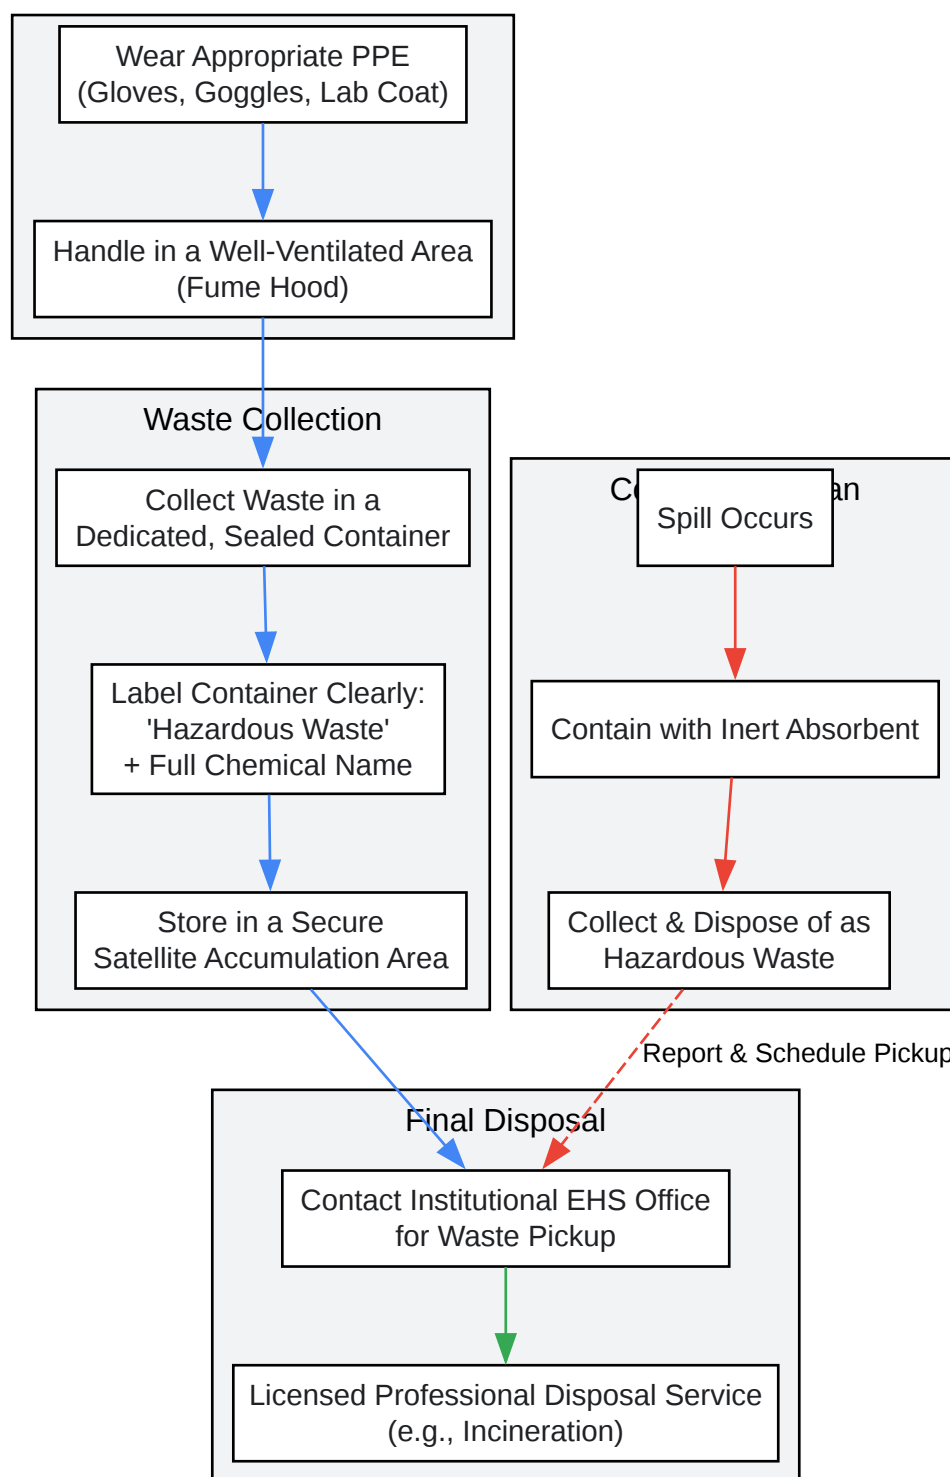 Wear Appropriate PPE
(Gloves, Goggles, Lab Coat)
Handle in a Well-Ventilated Area
(Fume Hood)
Waste Collection
Collect Waste in a
Dedicated, Sealed Container
Label Container Clearly:
'Hazardous Waste'
+ Full Chemical Name
Store in a Secure
Satellite Accumulation Area
Spill Occurs
Contain with Inert Absorbent
Collect & Dispose of as
Hazardous Waste
Report & Schedule Pickup
Final Disposal
Contact Institutional EHS Office
for Waste Pickup
Licensed Professional Disposal Service
(e.g., Incineration)